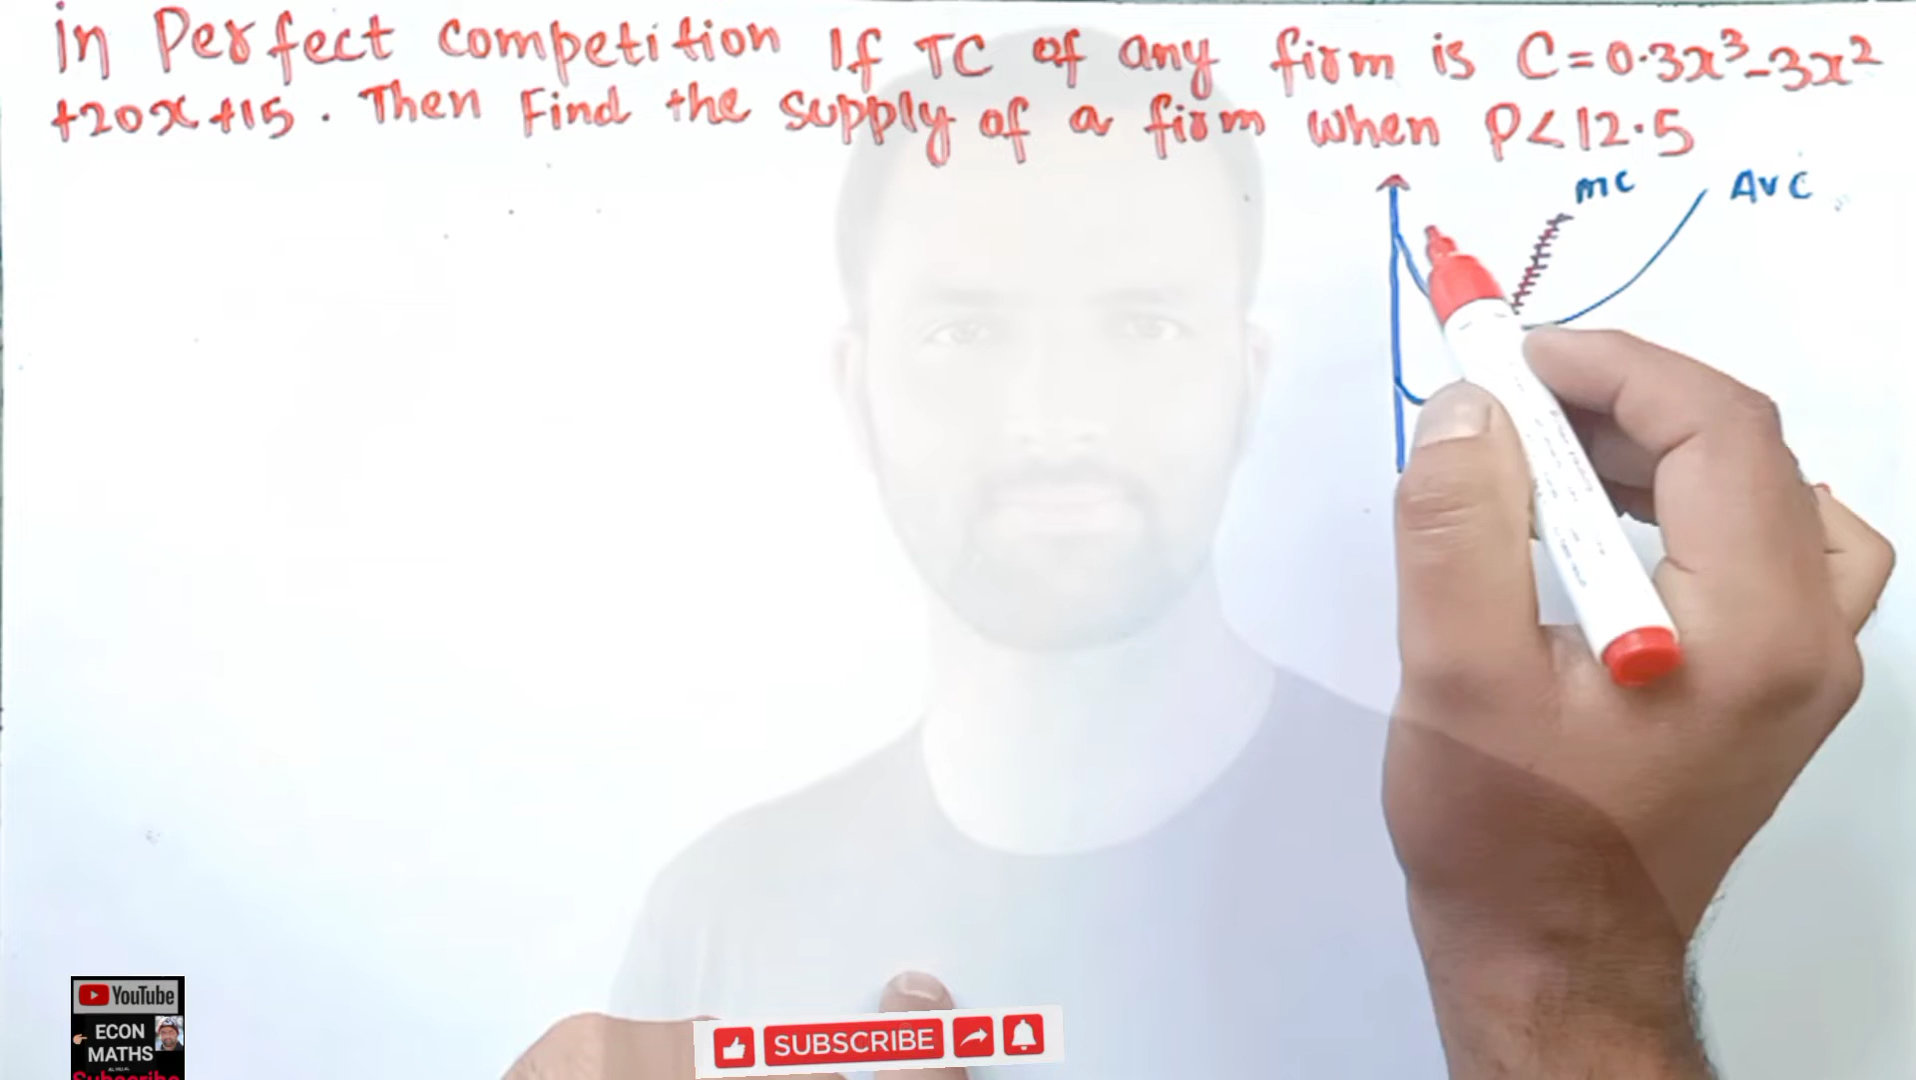 In Perfect competition If TC of any firm is C=0.3x³-3x²
+20x+15. Then Find the supply of a firm when P<12.5
MC
AVC
YouTube
ECON
MATHS
Subscribe
SUBSCRIBE